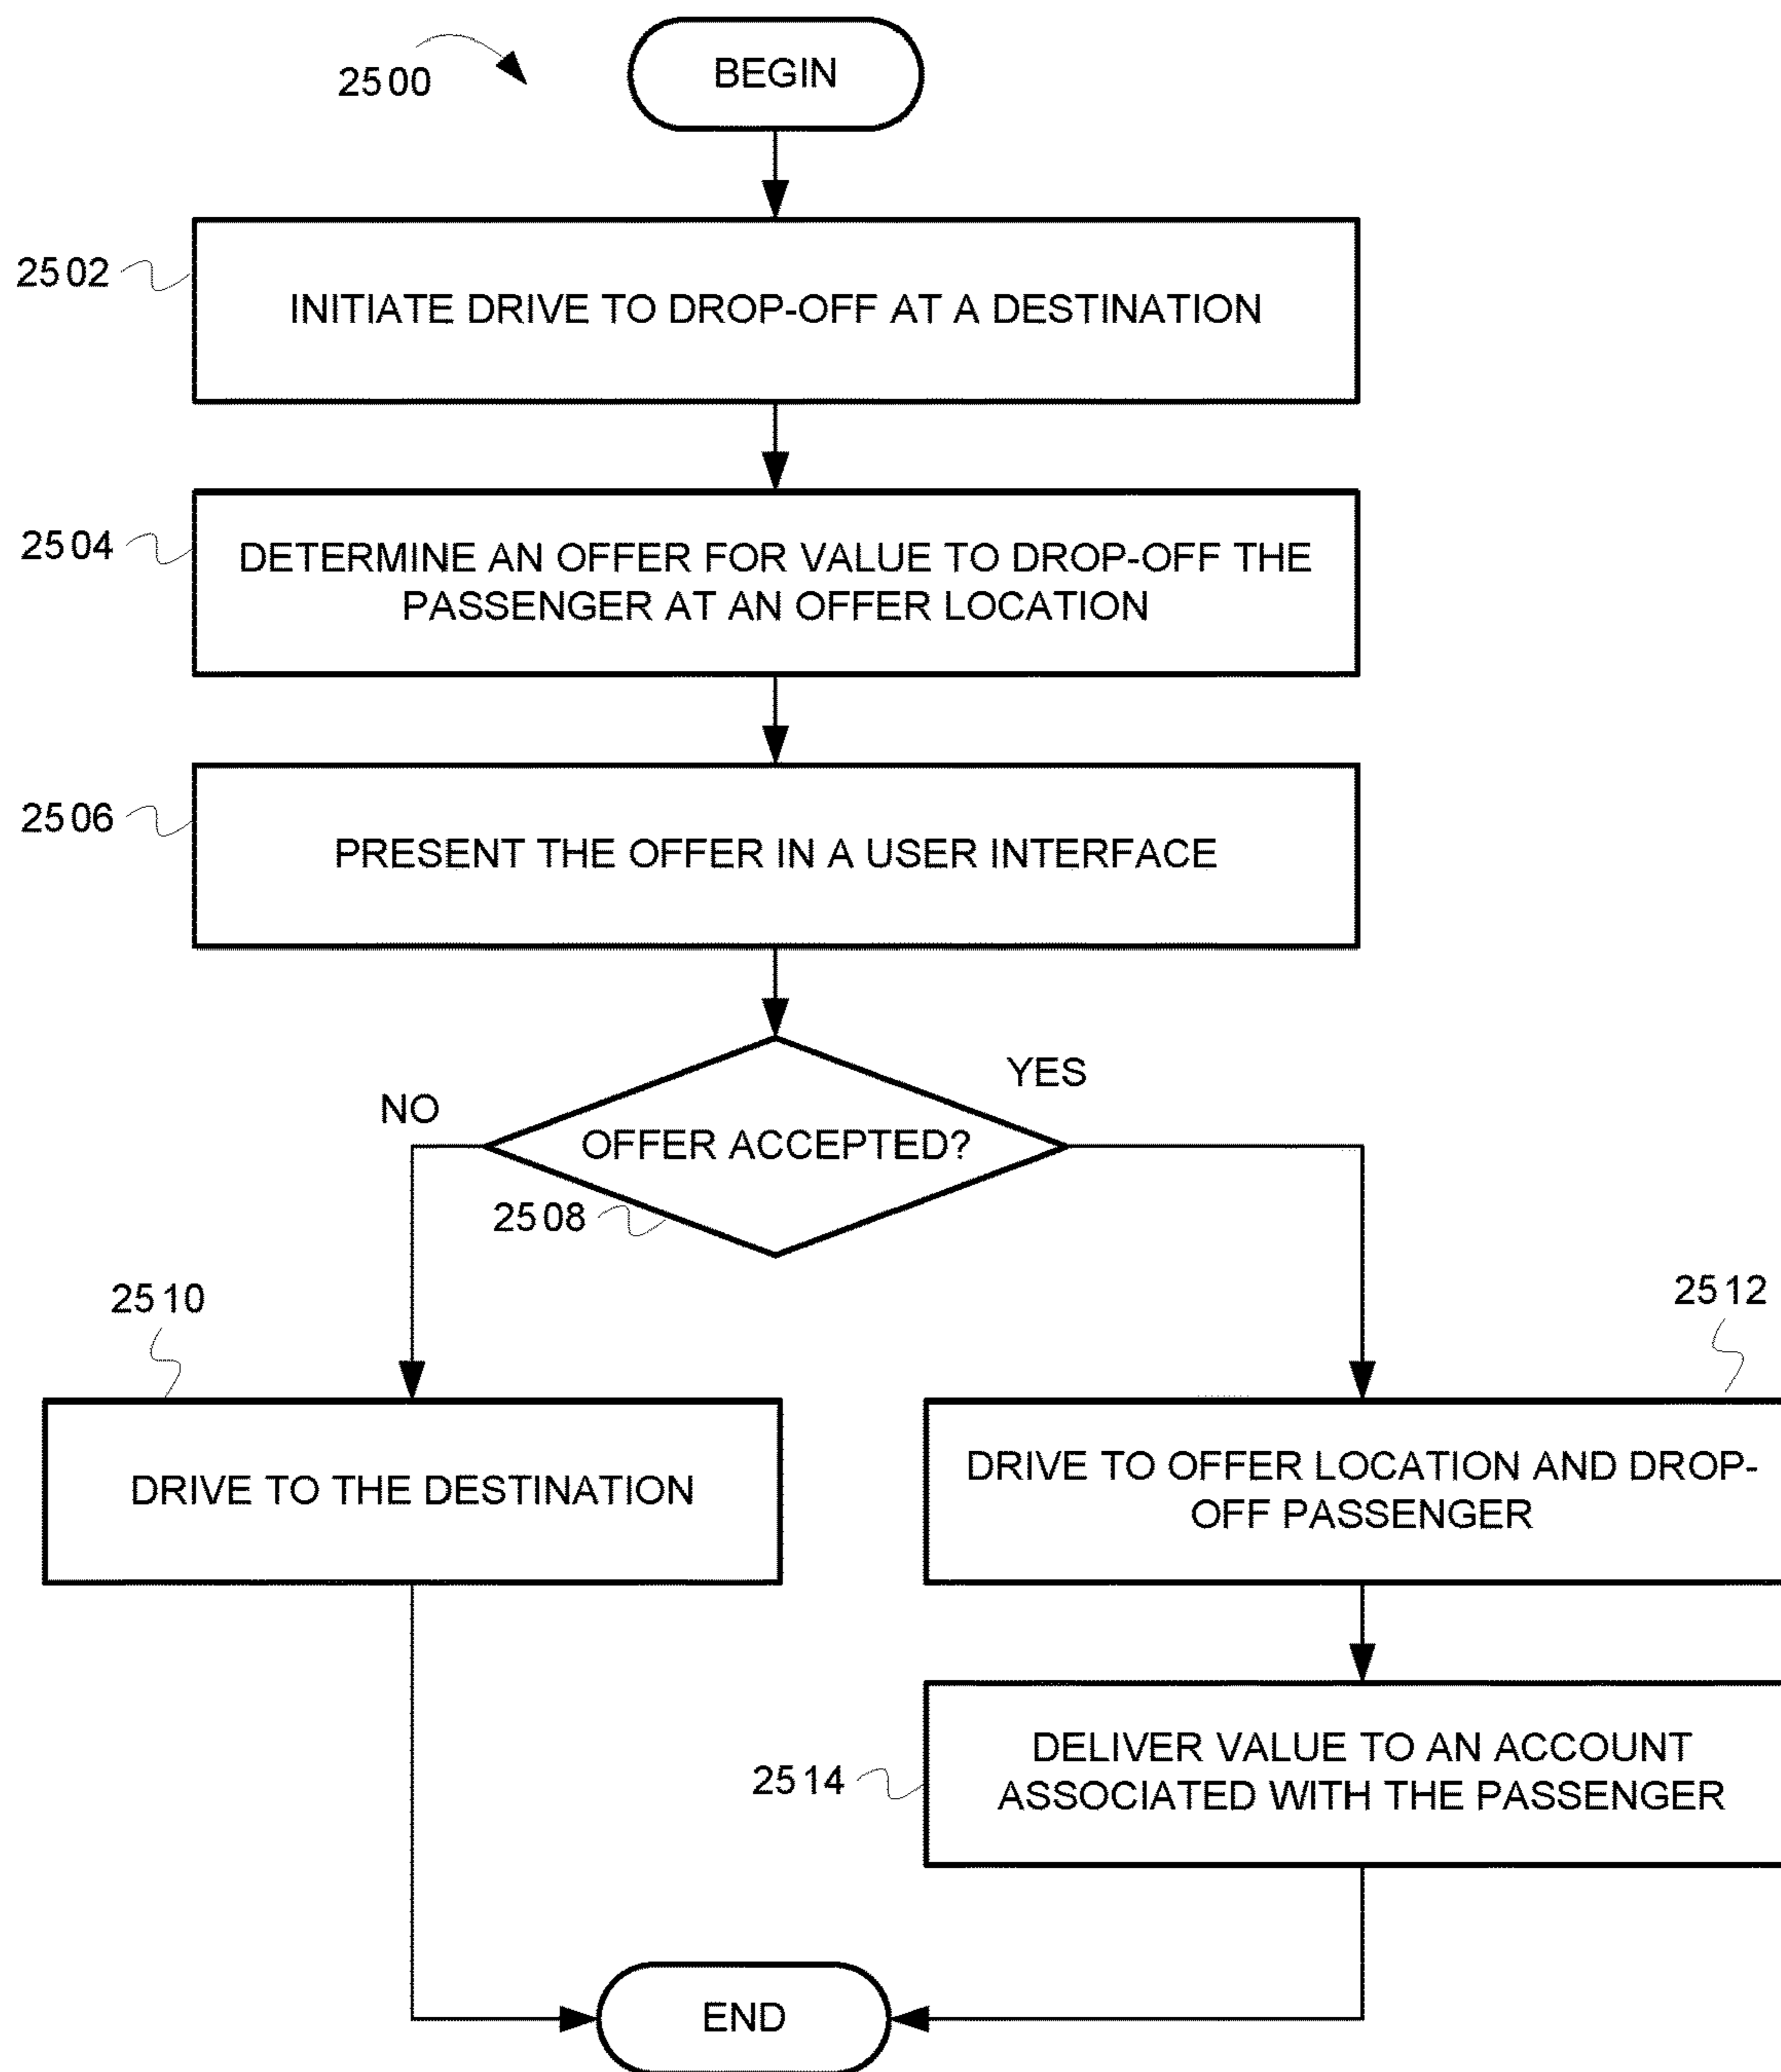 2500
BEGIN
2502
INITIATE DRIVE TO DROP-OFF AT A DESTINATION
2504
DETERMINE AN OFFER FOR VALUE TO DROP-OFF THE
PASSENGER AT AN OFFER LOCATION
2506
PRESENT THE OFFER IN A USER INTERFACE
NO
YES
OFFER ACCEPTED?
2508
2510
2512
DRIVE TO THE DESTINATION
DRIVE TO OFFER LOCATION AND DROP-
OFF PASSENGER
2514
DELIVER VALUE TO AN ACCOUNT
ASSOCIATED WITH THE PASSENGER
END